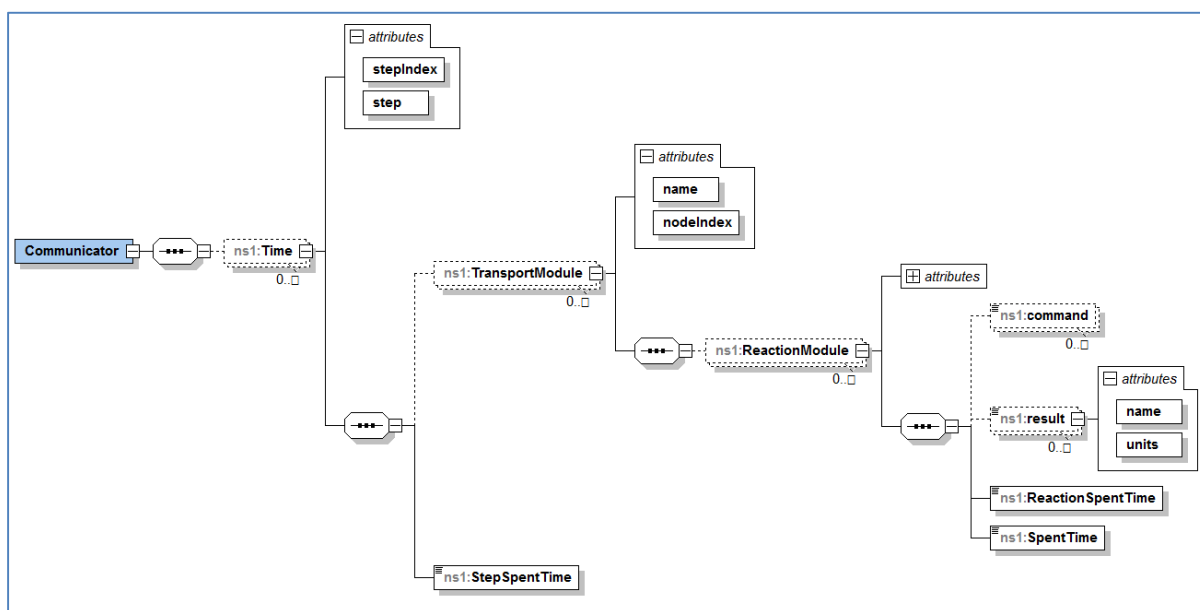 attributes
stepIndex
step
attributes
name
nodeIndex
Communicator
ns1:Time
0..□
ns1:TransportModule
0..□
attributes
ns1:command
0..□
ns1:ReactionModule
0..□
attributes
name
units
ns1:result
0..□
ns1:ReactionSpentTime
ns1:SpentTime
ns1:StepSpentTime